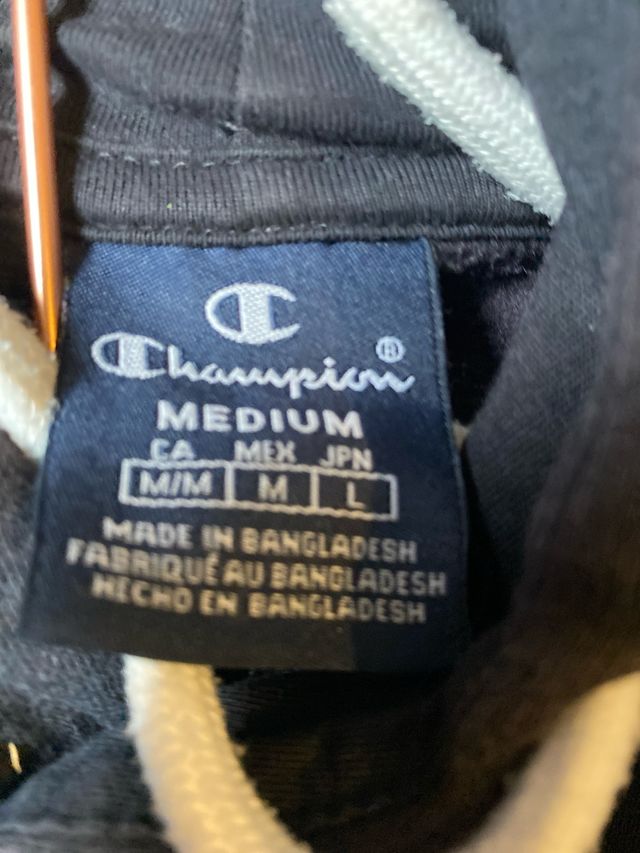 Champion®
MEDIUM
CA MEX JPN
M/M M L
MADE IN BANGLADESH
FABRIQUÉ AU BANGLADESH
HECHO EN BANGLADESH